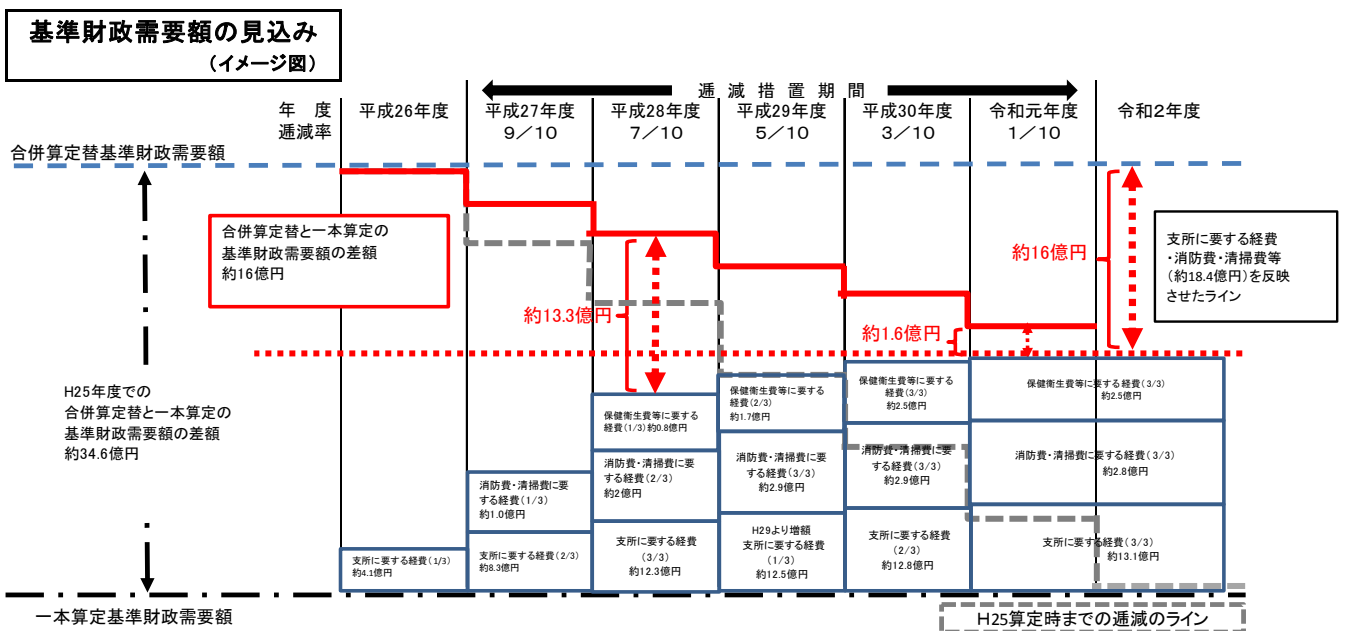 基準財政需要額の見込み
（イメージ図）
逓減措置期間
年度
逓減率
平成26年度
平成27年度
9／10
平成28年度
7／10
平成29年度
5／10
平成30年度
3／10
令和元年度
1／10
令和2年度
合併算定替基準財政需要額
合併算定替と一本算定の
基準財政需要額の差額
約16億円
約13.3億円
約1.6億円
約16億円
支所に要する経費
・消防費・清掃費等
（約18.4億円）を反映
させたライン
H25年度での
合併算定替と一本算定の
基準財政需要額の差額
約34.6億円
支所に要する経費（1/3）
約4.1億円
消防費・清掃費に要
する経費（1/3）
約1.0億円
支所に要する経費（2/3）
約8.3億円
保健衛生費等に要する
経費（1/3）約0.8億円
消防費・清掃費に要
する経費（2/3）
約2億円
支所に要する経費
（3/3）
約12.3億円
保健衛生費等に要する
経費（2/3）
約1.7億円
消防費・清掃費に要
する経費（3/3）
約2.9億円
H29より増額
支所に要する経費
（1/3）
約12.5億円
保健衛生費等に要する
経費（3/3）
約2.5億円
消防費・清掃費に要
する経費（3/3）
約2.9億円
支所に要する経費
（2/3）
約12.8億円
保健衛生費等に要する経費（3/3）
約2.5億円
消防費・清掃費に要する経費（3/3）
約2.8億円
支所に要する経費（3/3）
約13.1億円
一本算定基準財政需要額
H25算定時までの逓減のライン